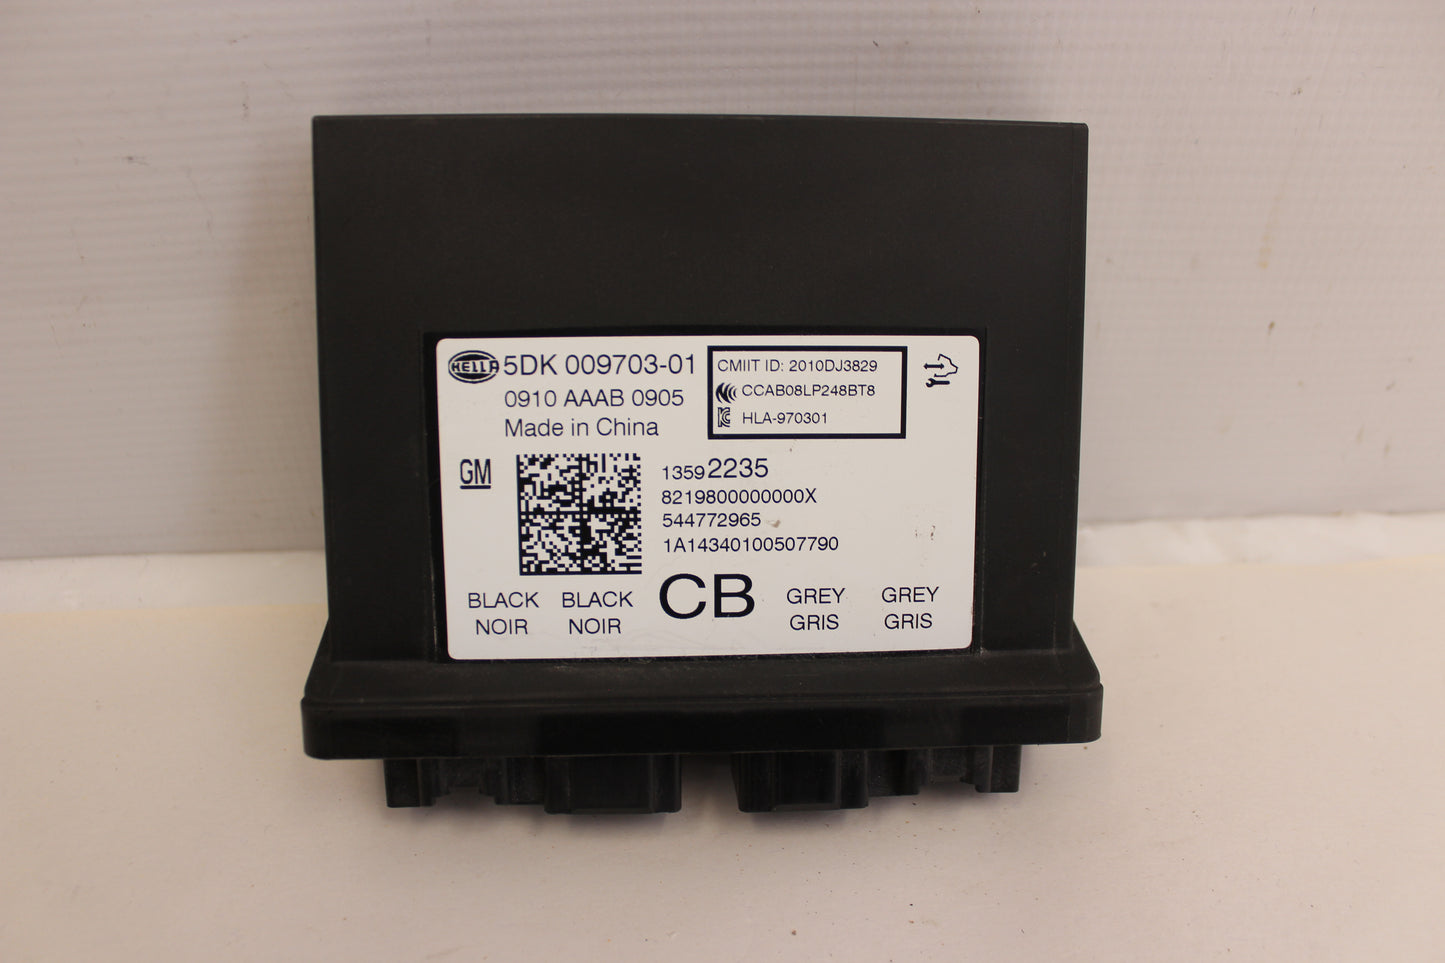 HELLA 5DK 009703-01
0910 AAAB 0905
Made in China
CMIIT ID: 2010DJ3829
CCAB08LP248BT8
HLA-970301
GM
13592235
8219800000000X
544772965
1A14340100507790
BLACK BLACK CB GREY GREY
NOIR NOIR GRIS GRIS